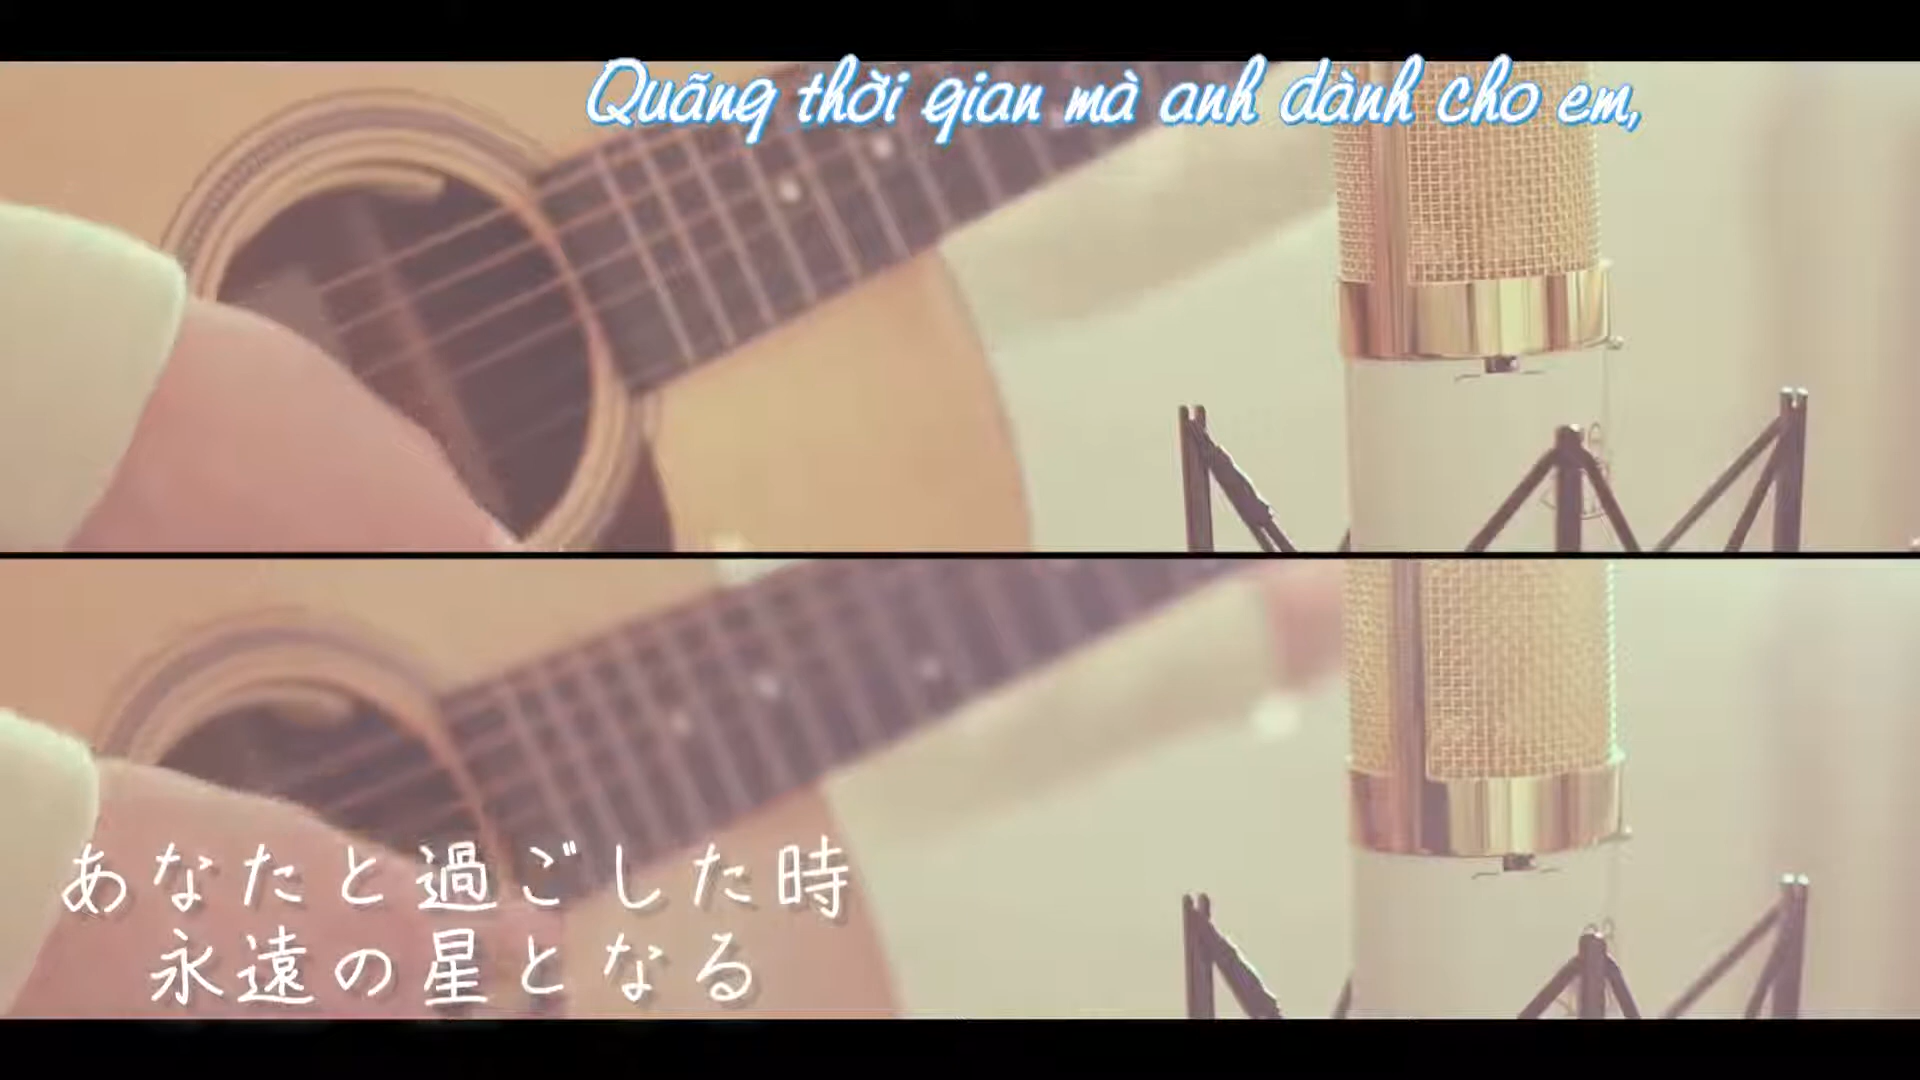 Quãng thời gian mà anh dành cho em,
あなたと過ごした時
永遠の星となる